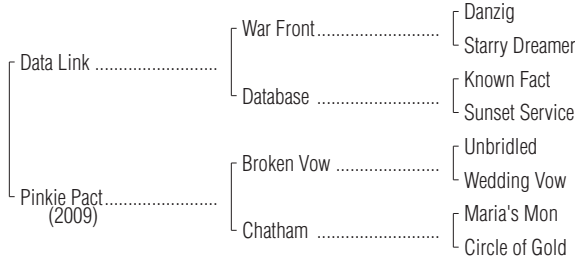 Danzig
War Front..............................
Starry Dreamer
Data Link ..............................
Known Fact
Database ..............................
Sunset Service
Unbridled
Broken Vow ..........................
Wedding Vow
Pinkie Pact............................
(2009)
Maria's Mon
Chatham ..............................
Circle of Gold